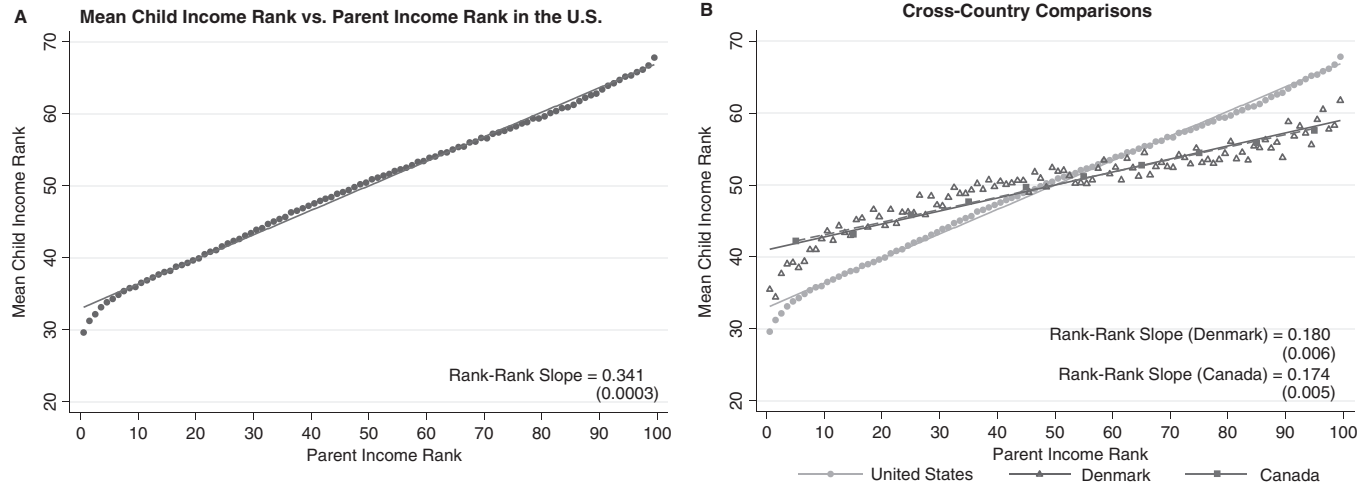 A
Mean Child Income Rank vs. Parent Income Rank in the U.S.
Mean Child Income Rank
70
60
50
40
30
20
Rank-Rank Slope = 0.341
(0.0003)
0 10 20 30 40 50 60 70 80 90 100
Parent Income Rank
B
Cross-Country Comparisons
Mean Child Income Rank
70
60
50
40
30
20
Rank-Rank Slope (Denmark) = 0.180
(0.006)
Rank-Rank Slope (Canada) = 0.174
(0.005)
0 10 20 30 40 50 60 70 80 90 100
Parent Income Rank
United States Denmark Canada